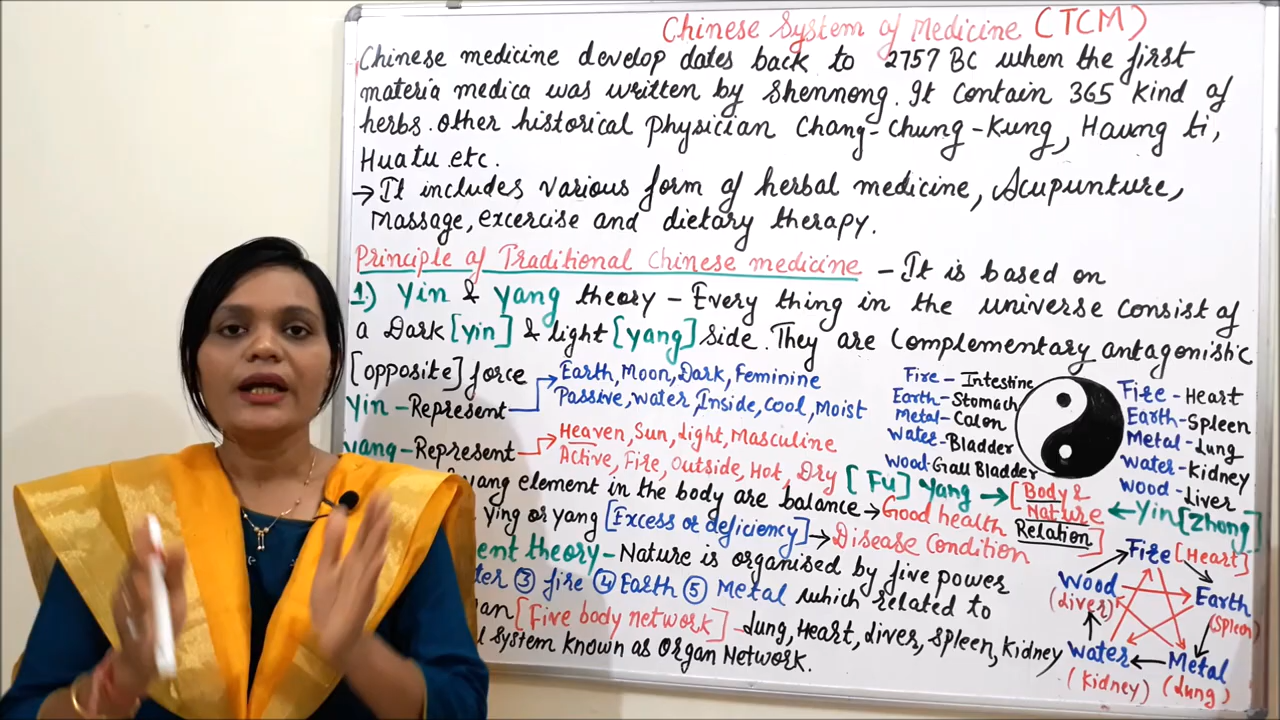 Chinese System of Medicine (TCM)
Chinese medicine develop dates back to 2757 BC when the first
materia medica was written by Shennong. It contain 365 kind of
herbs. Other historical Physician Chang-Chung-Kung, Haung ti,
Huatu etc.
→ It includes various form of herbal medicine, Acupunture,
Massage, excercise and dietary therapy.
Principle of Traditional Chinese medicine – It is based on
1.) Yin & Yang theory – Every thing in the universe consist of
a Dark [yin] & light [yang] side. They are Complementary antagonistic
[opposite] force
Yin – Represent → Earth, Moon, Dark, Feminine
Passive, water, Inside, Cool, Moist
Yang – Represent → Heaven, Sun, Light, Masculine
Active, Fire, Outside, Hot, Dry
Fire – Intestine
Earth – Stomach
Metal – Colon
Water – Bladder
Wood – Gall Bladder
[Fu] Yang → [Body & Nature Relation] ← Yin [Zhang]
Fire – Heart
Earth – Spleen
Metal – Lung
Water – Kidney
Wood – Liver
yang element in the body are balance → Good health
Ying or yang [Excess or deficiency] → Disease Condition
theory – Nature is organised by five power
③ fire ④ Earth ⑤ Metal which related to
[Five body network] – Lung, Heart, Liver, Spleen, Kidney
System known as Organ Network.
Fire [Heart]
Wood (Liver)
Earth (Spleen)
Water (Kidney)
Metal (Lung)